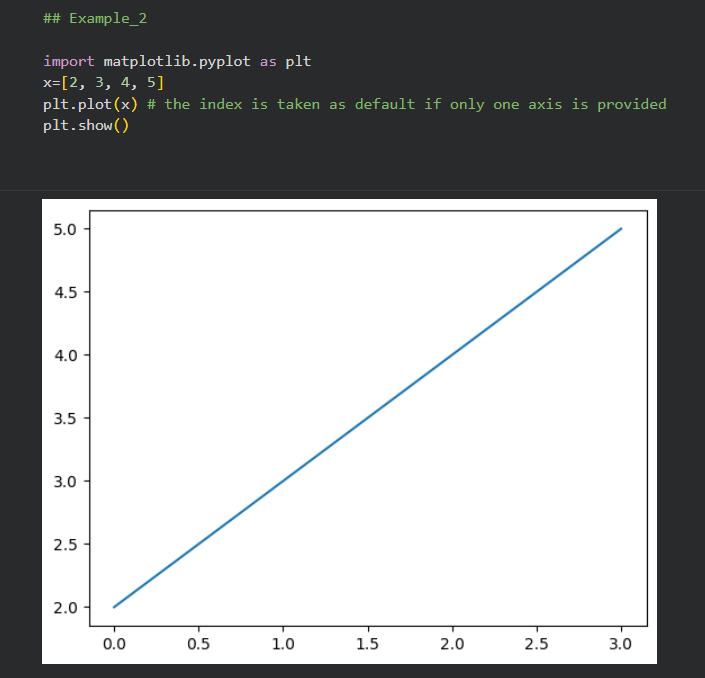 ## Example_2
import matplotlib.pyplot as plt
x=[2, 3, 4, 5]
plt.plot(x) # the index is taken as default if only one axis is provided
plt.show()
5.0
4.5
4.0
3.5
3.0
2.5
2.0
0.0 0.5 1.0 1.5 2.0 2.5 3.0